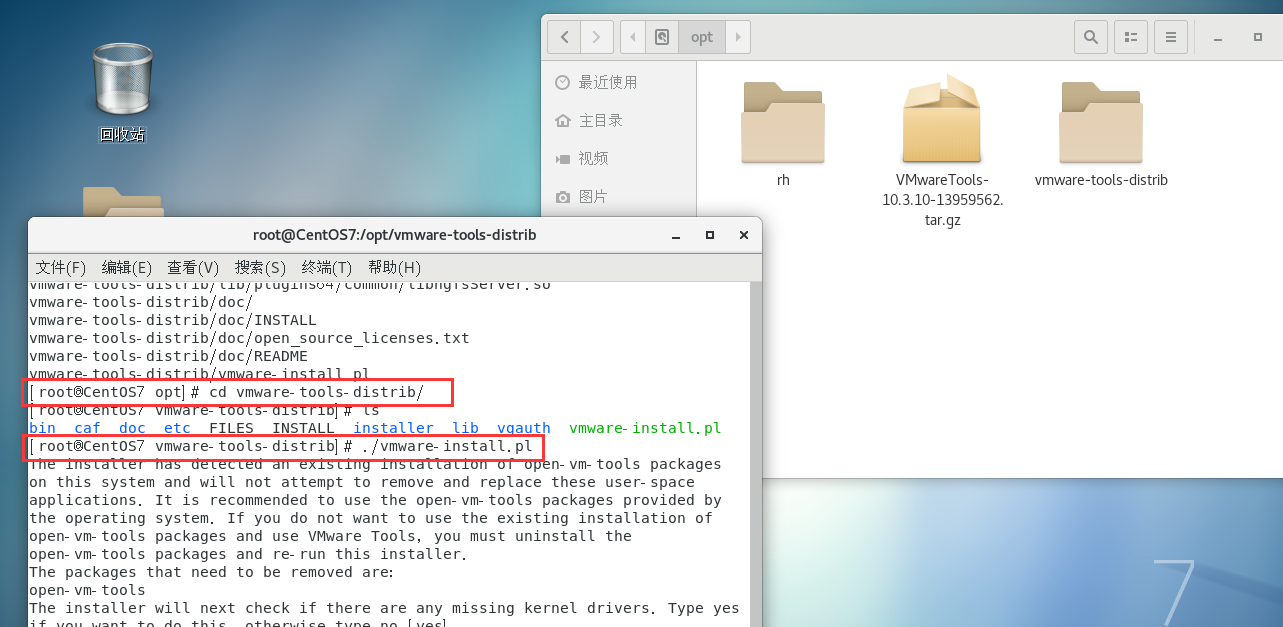 回收站
opt
最近使用
主目录
视频
图片
rh
VMwareTools-
10.3.10-13959562.
tar.gz
vmware-tools-distrib
root@CentOS7:/opt/vmware-tools-distrib
文件(F) 编辑(E) 查看(V) 搜索(S) 终端(T) 帮助(H)
vmware-tools-distrib/lib/plugins64/common/libhgfsServer.so
vmware-tools-distrib/doc/
vmware-tools-distrib/doc/INSTALL
vmware-tools-distrib/doc/open_source_licenses.txt
vmware-tools-distrib/doc/README
vmware-tools-distrib/vmware-install.pl
[root@CentOS7 opt]# cd vmware-tools-distrib/
[root@CentOS7 vmware-tools-distrib]# ls
bin caf doc etc FILES INSTALL installer lib vgauth vmware-install.pl
[root@CentOS7 vmware-tools-distrib]# ./vmware-install.pl
The installer has detected an existing installation of open-vm-tools packages
on this system and will not attempt to remove and replace these user-space
applications. It is recommended to use the open-vm-tools packages provided by
the operating system. If you do not want to use the existing installation of
open-vm-tools packages and use VMware Tools, you must uninstall the
open-vm-tools packages and re-run this installer.
The packages that need to be removed are:
open-vm-tools
The installer will next check if there are any missing kernel drivers. Type yes
if you want to do this, otherwise type no [yes]
7